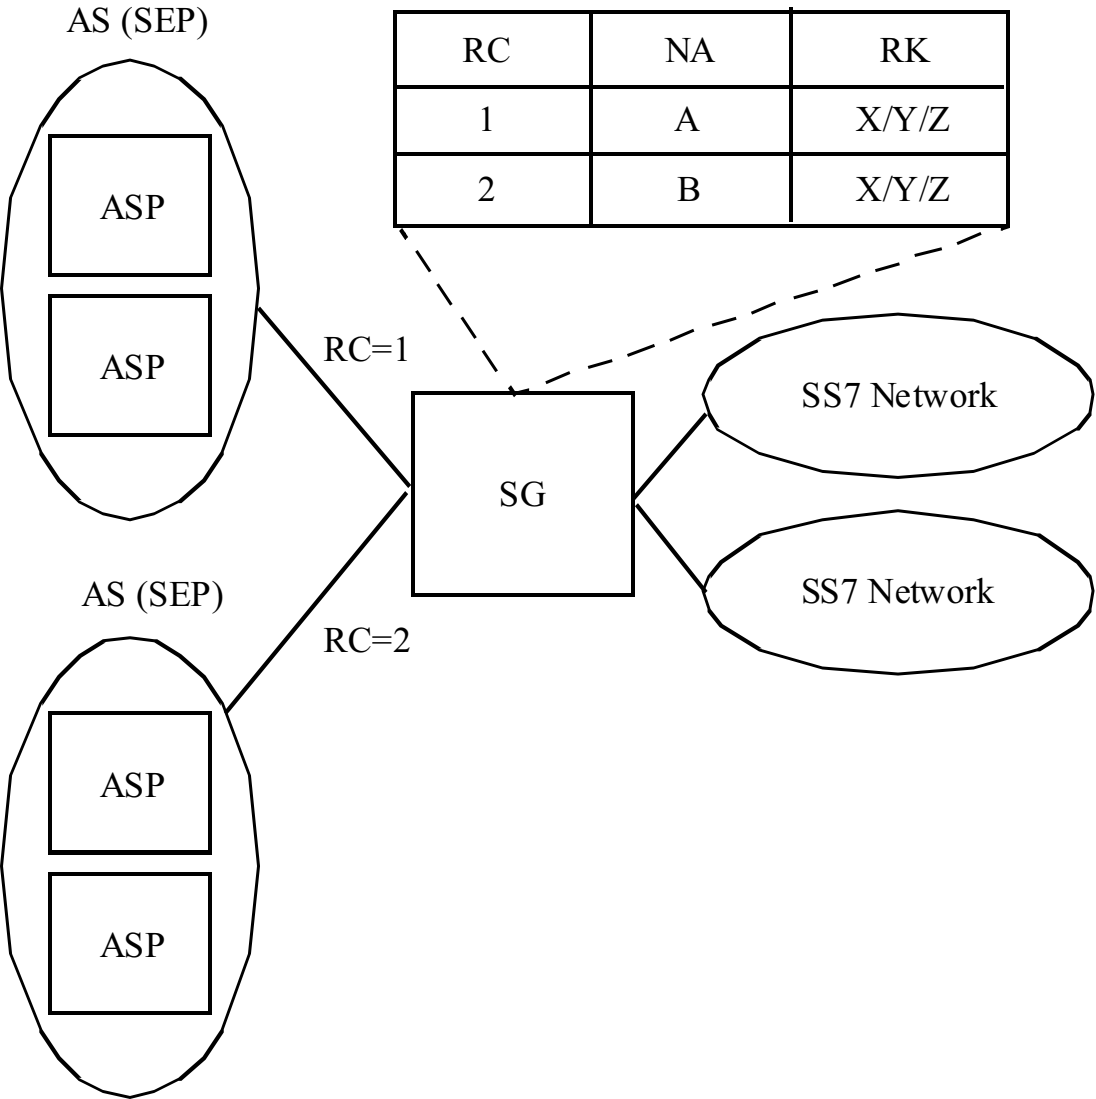 AS (SEP)
RC NA RK
1 A X/Y/Z
2 B X/Y/Z
ASP
ASP
RC=1
SS7 Network
SG
SS7 Network
AS (SEP)
RC=2
ASP
ASP